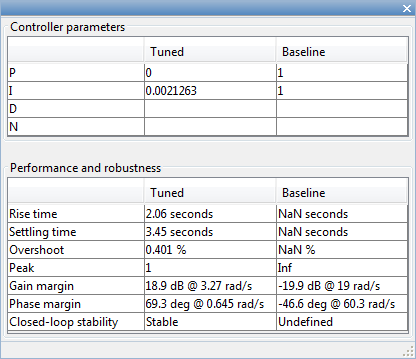 Controller parameters
Tuned Baseline
P 0 1
I 0.0021263 1
D
N
Performance and robustness
Tuned Baseline
Rise time 2.06 seconds NaN seconds
Settling time 3.45 seconds NaN seconds
Overshoot 0.401 % NaN %
Peak 1 Inf
Gain margin 18.9 dB @ 3.27 rad/s -19.9 dB @ 19 rad/s
Phase margin 69.3 deg @ 0.645 rad/s -46.6 deg @ 60.3 rad/s
Closed-loop stability Stable Undefined